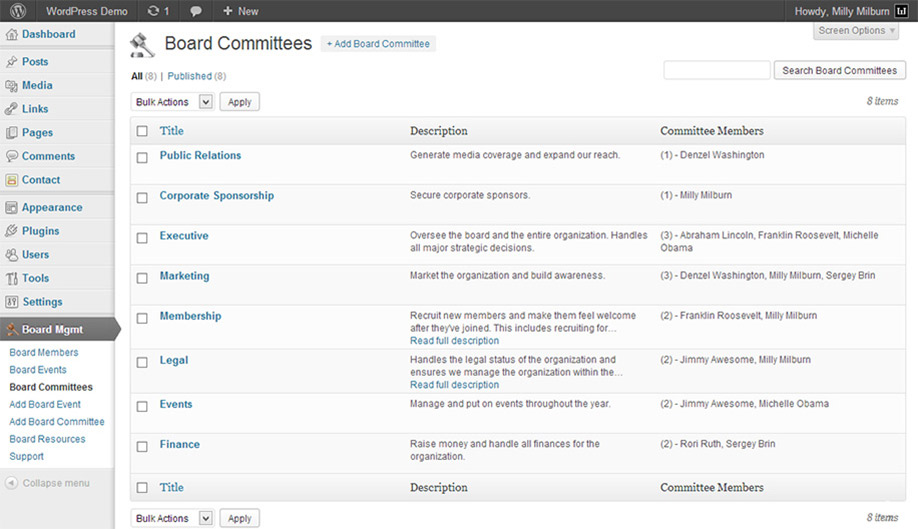 WordPress Demo 1 + New Howdy, Milly Milburn
Screen Options
Dashboard
Posts
Media
Links
Pages
Comments
Contact
Appearance
Plugins
Users
Tools
Settings
Board Mgmt
Board Members
Board Events
Board Committees
Add Board Event
Add Board Committee
Board Resources
Support
Collapse menu
Board Committees + Add Board Committee
All (8) | Published (8)
Search Board Committees
Bulk Actions Apply 8 items
Title Description Committee Members
Public Relations Generate media coverage and expand our reach. (1) - Denzel Washington
Corporate Sponsorship Secure corporate sponsors. (1) - Milly Milburn
Executive Oversee the board and the entire organization. Handles (3) - Abraham Lincoln, Franklin Roosevelt, Michelle
all major strategic decisions. Obama
Marketing Market the organization and build awareness. (3) - Denzel Washington, Milly Milburn, Sergey Brin
Membership Recruit new members and make them feel welcome (2) - Franklin Roosevelt, Milly Milburn
after they've joined. This includes recruiting for...
Read full description
Legal Handles the legal status of the organization and (2) - Jimmy Awesome, Milly Milburn
ensures we manage the organization within the...
Read full description
Events Manage and put on events throughout the year. (2) - Jimmy Awesome, Michelle Obama
Finance Raise money and handle all finances for the (2) - Rori Ruth, Sergey Brin
organization.
Title Description Committee Members
Bulk Actions Apply 8 items